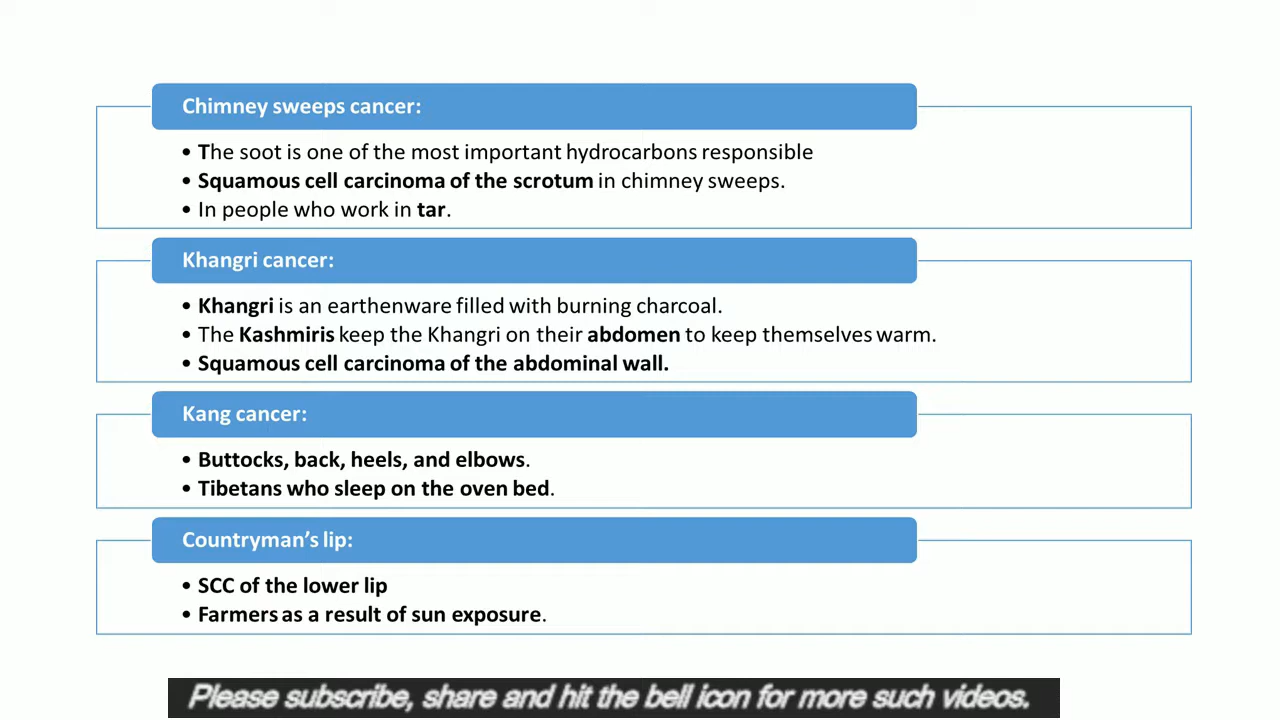 Chimney sweeps cancer:
• The soot is one of the most important hydrocarbons responsible
• Squamous cell carcinoma of the scrotum in chimney sweeps.
• In people who work in tar.
Khangri cancer:
• Khangri is an earthenware filled with burning charcoal.
• The Kashmiris keep the Khangri on their abdomen to keep themselves warm.
• Squamous cell carcinoma of the abdominal wall.
Kang cancer:
• Buttocks, back, heels, and elbows.
• Tibetans who sleep on the oven bed.
Countryman’s lip:
• SCC of the lower lip
• Farmers as a result of sun exposure.
Please subscribe, share and hit the bell icon for more such videos.